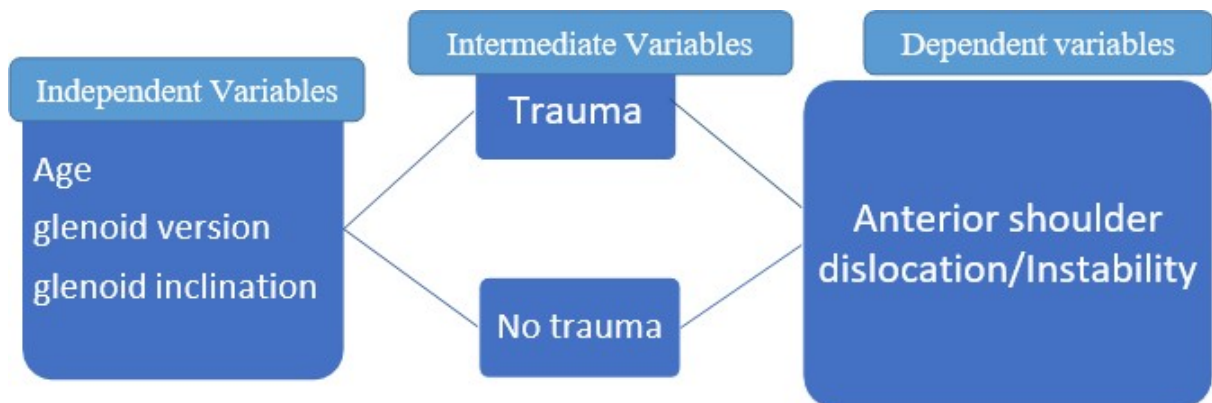 Independent Variables
Age
glenoid version
glenoid inclination
Intermediate Variables
Trauma
No trauma
Dependent variables
Anterior shoulder
dislocation/Instability